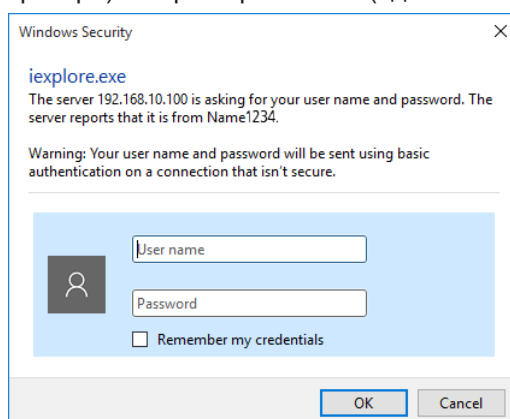 Windows Security
iexplore.exe
The server 192.168.10.100 is asking for your user name and password. The
server reports that it is from Name1234.
Warning: Your user name and password will be sent using basic
authentication on a connection that isn't secure.
User name
Password
Remember my credentials
OK
Cancel